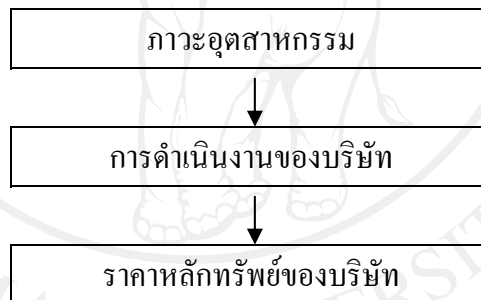 ภาวะอุตสาหกรรม
การดำเนินงานของบริษัท
ราคาหลักทรัพย์ของบริษัท